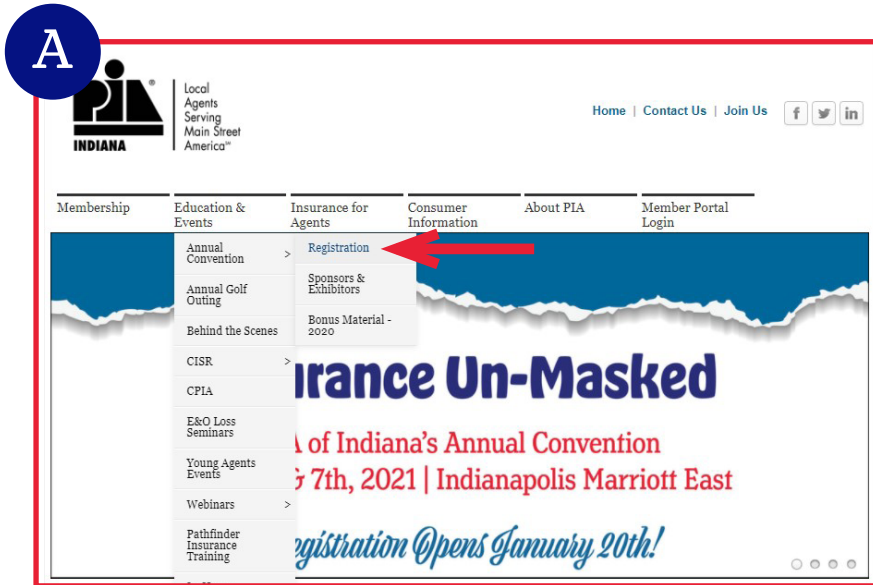 A
PIA®
INDIANA
Local
Agents
Serving
Main Street
America℠
Home | Contact Us | Join Us
f in
Membership
Education &
Events
Insurance for
Agents
Consumer
Information
About PIA
Member Portal
Login
Annual
Convention >
Annual Golf
Outing
Behind the Scenes
CISR >
CPIA
E&O Loss
Seminars
Young Agents
Events
Webinars >
Pathfinder
Insurance
Training
Registration
Sponsors &
Exhibitors
Bonus Material -
2020
urance Un-Masked
A of Indiana's Annual Convention
& 7th, 2021 | Indianapolis Marriott East
egistration Opens January 20th!